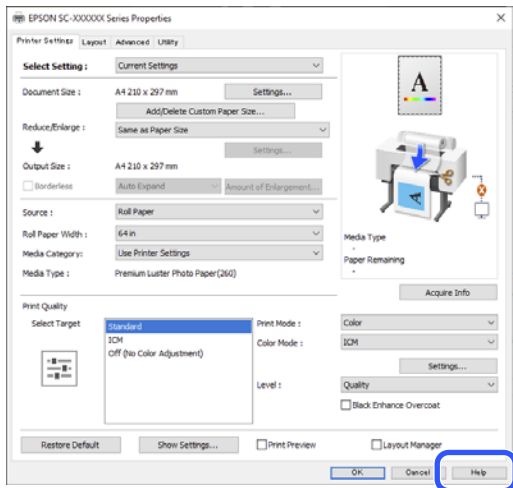 EPSON SC-XXXXXX Series Properties
Printer Settings Layout Advanced Utility
Select Setting : Current Settings
Document Size : A4 210 x 297 mm Settings...
Add/Delete Custom Paper Size...
Reduce/Enlarge : Same as Paper Size
Settings...
Output Size : A4 210 x 297 mm
Borderless Auto Expand Amount of Enlargement...
Source : Roll Paper
Roll Paper Width : 64 in
Media Category: Use Printer Settings
Media Type : Premium Luster Photo Paper(260)
A
A
Media Type
-
Paper Remaining
-
Acquire Info
Print Quality
Select Target
Standard
ICM
Off (No Color Adjustment)
Print Mode : Color
Color Mode : ICM
Settings...
Level : Quality
Black Enhance Overcoat
Restore Default Show Settings... Print Preview Layout Manager
OK Cancel Help